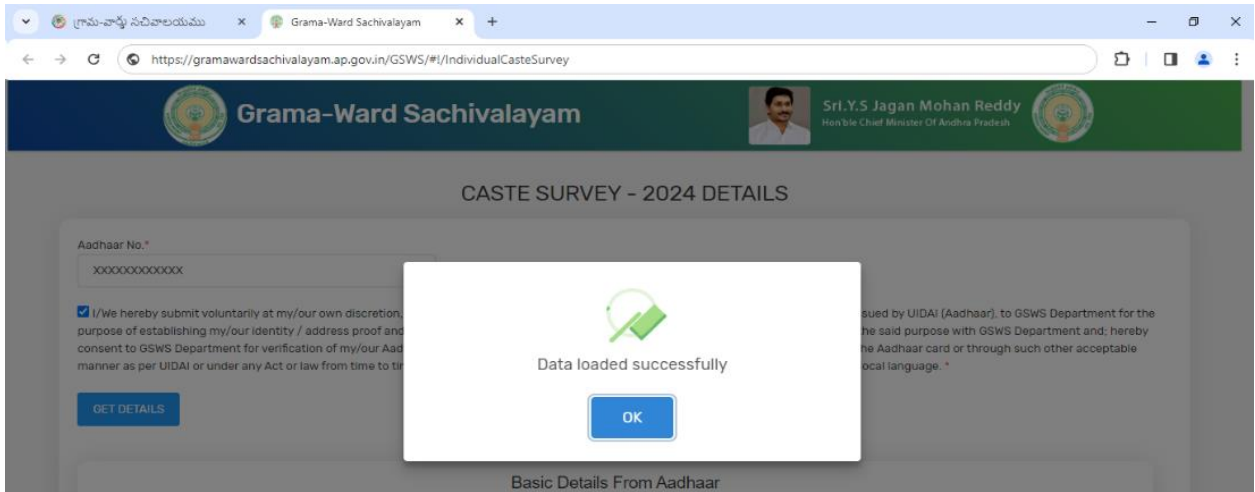 గ్రామ-వార్డు సచివాలయము
Grama-Ward Sachivalayam
https://gramawardsachivalayam.ap.gov.in/GSWS/#!/IndividualCasteSurvey
Grama-Ward Sachivalayam
Sri.Y.S Jagan Mohan Reddy
Hon'ble Chief Minister Of Andhra Pradesh
CASTE SURVEY - 2024 DETAILS
Aadhaar No.*
XXXXXXXXXXXX
I/We hereby submit voluntarily at my/our own discretion, sued by UIDAI (Aadhaar), to GSWS Department for the
purpose of establishing my/our identity / address proof and he said purpose with GSWS Department and; hereby
consent to GSWS Department for verification of my/our Aad he Aadhaar card or through such other acceptable
manner as per UIDAI or under any Act or law from time to tir ocal language. *
Data loaded successfully
GET DETAILS
OK
Basic Details From Aadhaar